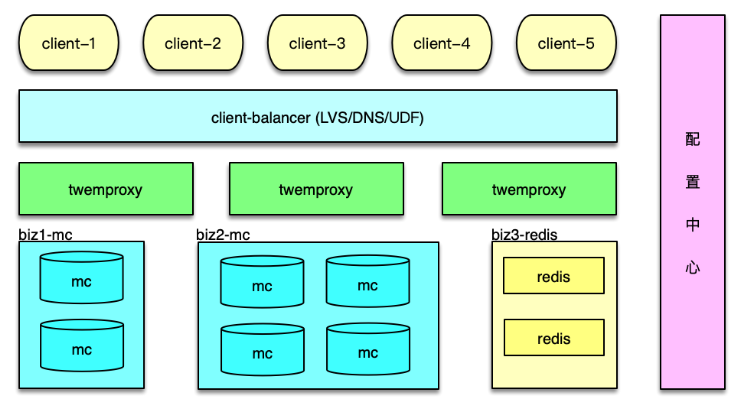 client-1
client-2
client-3
client-4
client-5
client-balancer (LVS/DNS/UDF)
twemproxy
twemproxy
twemproxy
biz1-mc
biz2-mc
biz3-redis
mc
mc
mc
mc
mc
mc
redis
redis
配
置
中
心